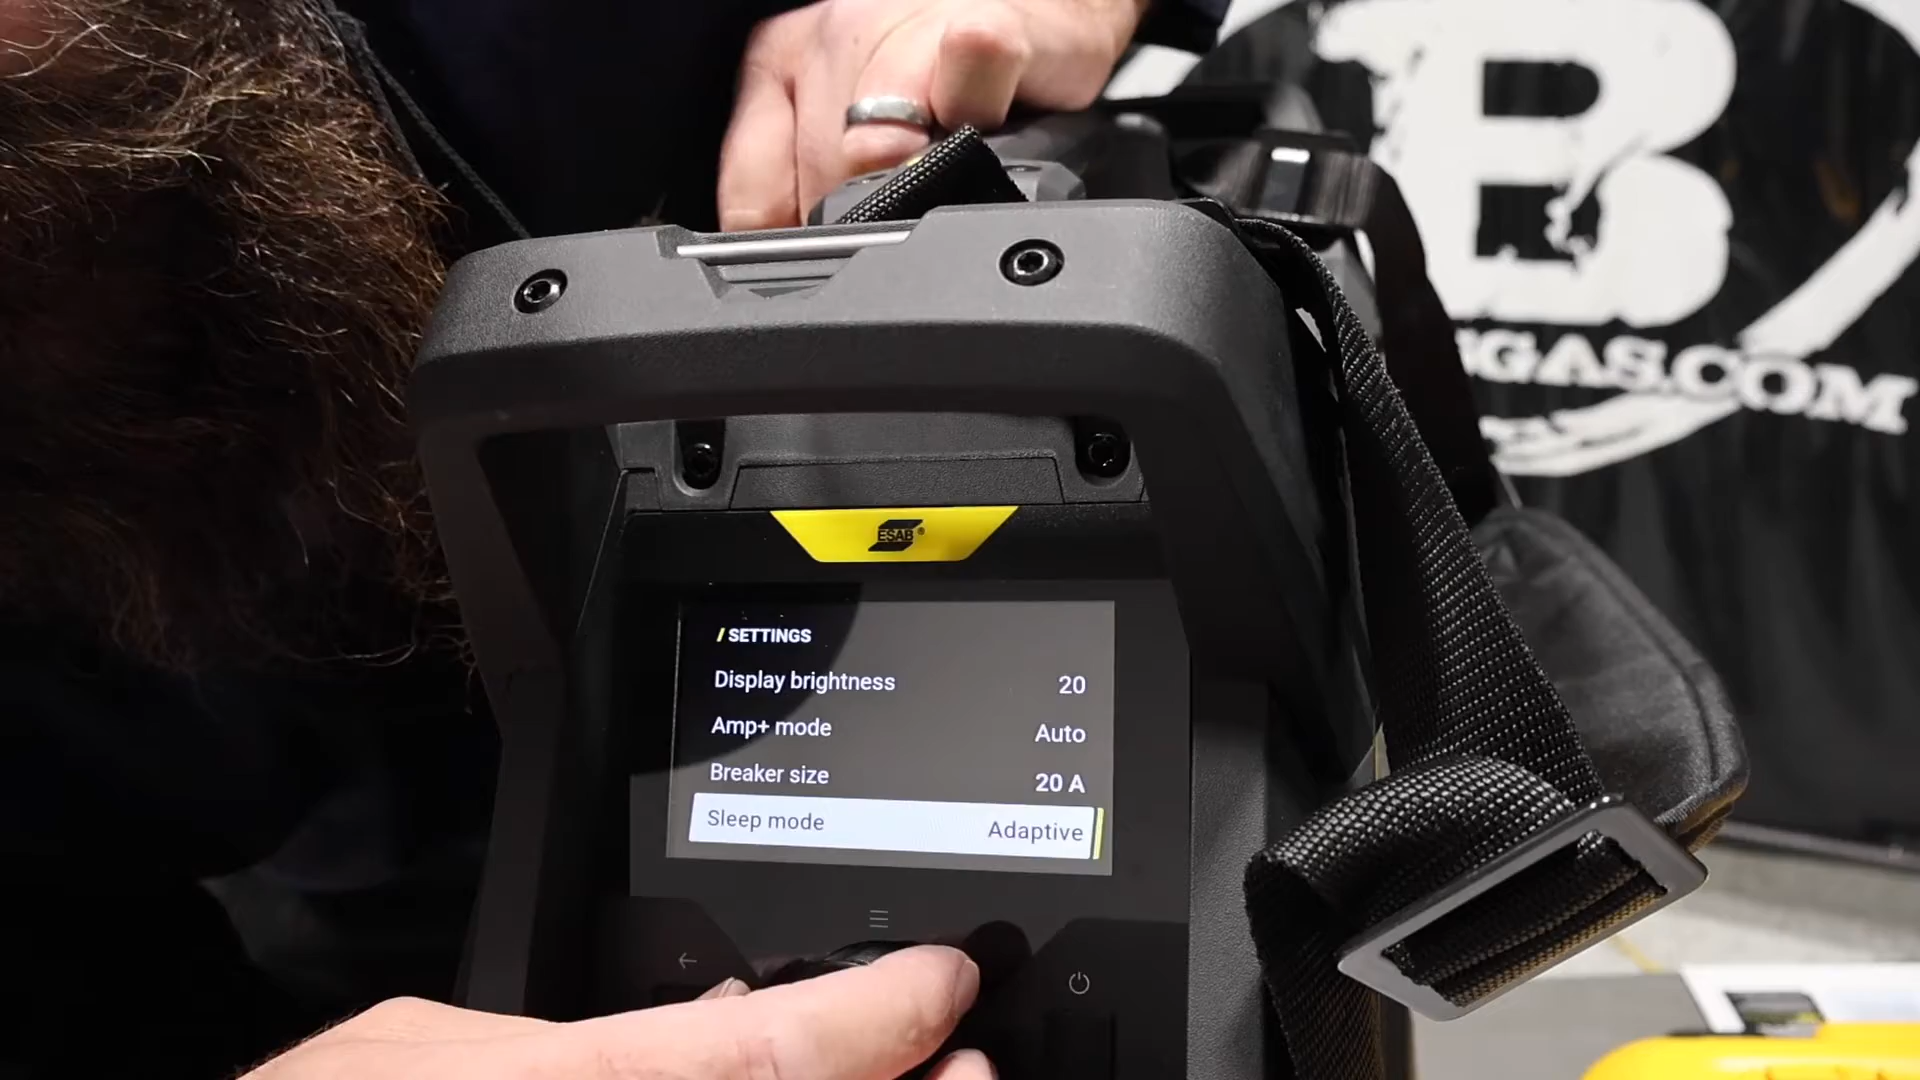 B
GAS.COM
ESAB®
/ SETTINGS
Display brightness 20
Amp+ mode Auto
Breaker size 20 A
Sleep mode Adaptive